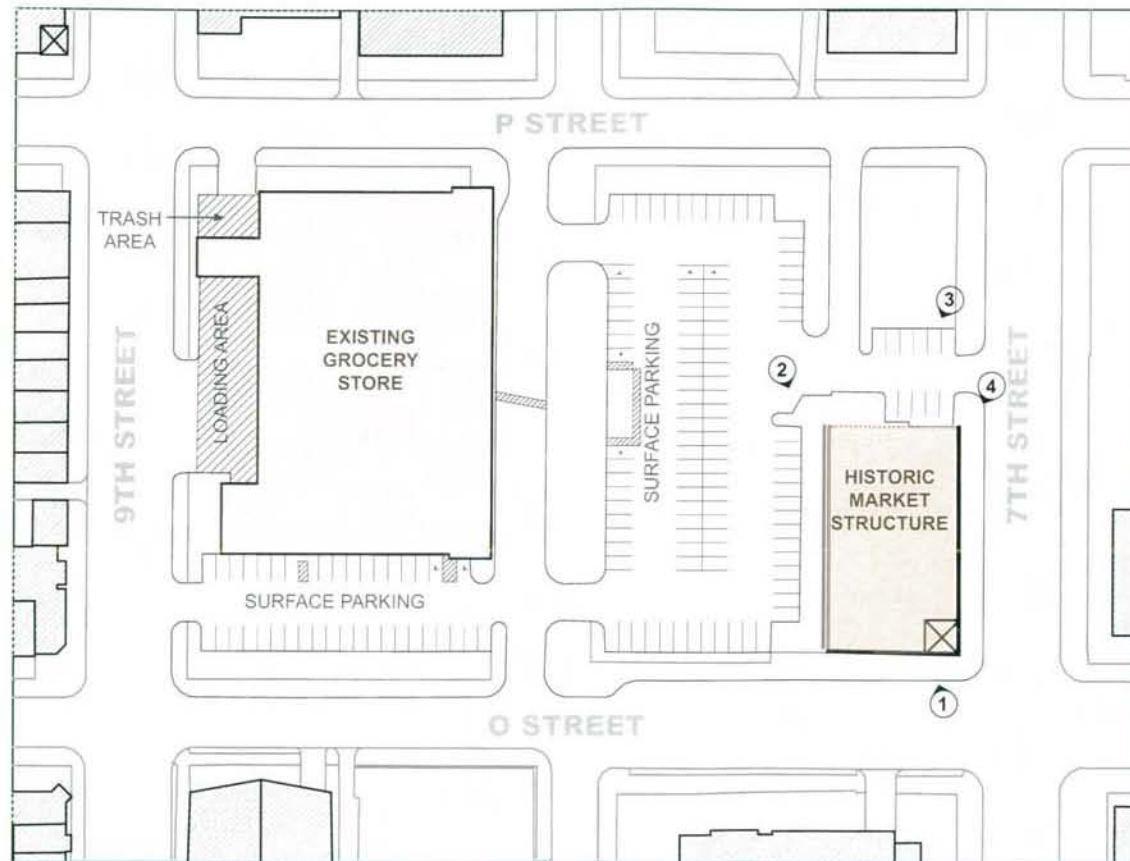 P STREET
TRASH
AREA
LOADING AREA
EXISTING
GROCERY
STORE
9TH STREET
SURFACE PARKING
SURFACE PARKING
2
3
4
7TH STREET
HISTORIC
MARKET
STRUCTURE
1
O STREET